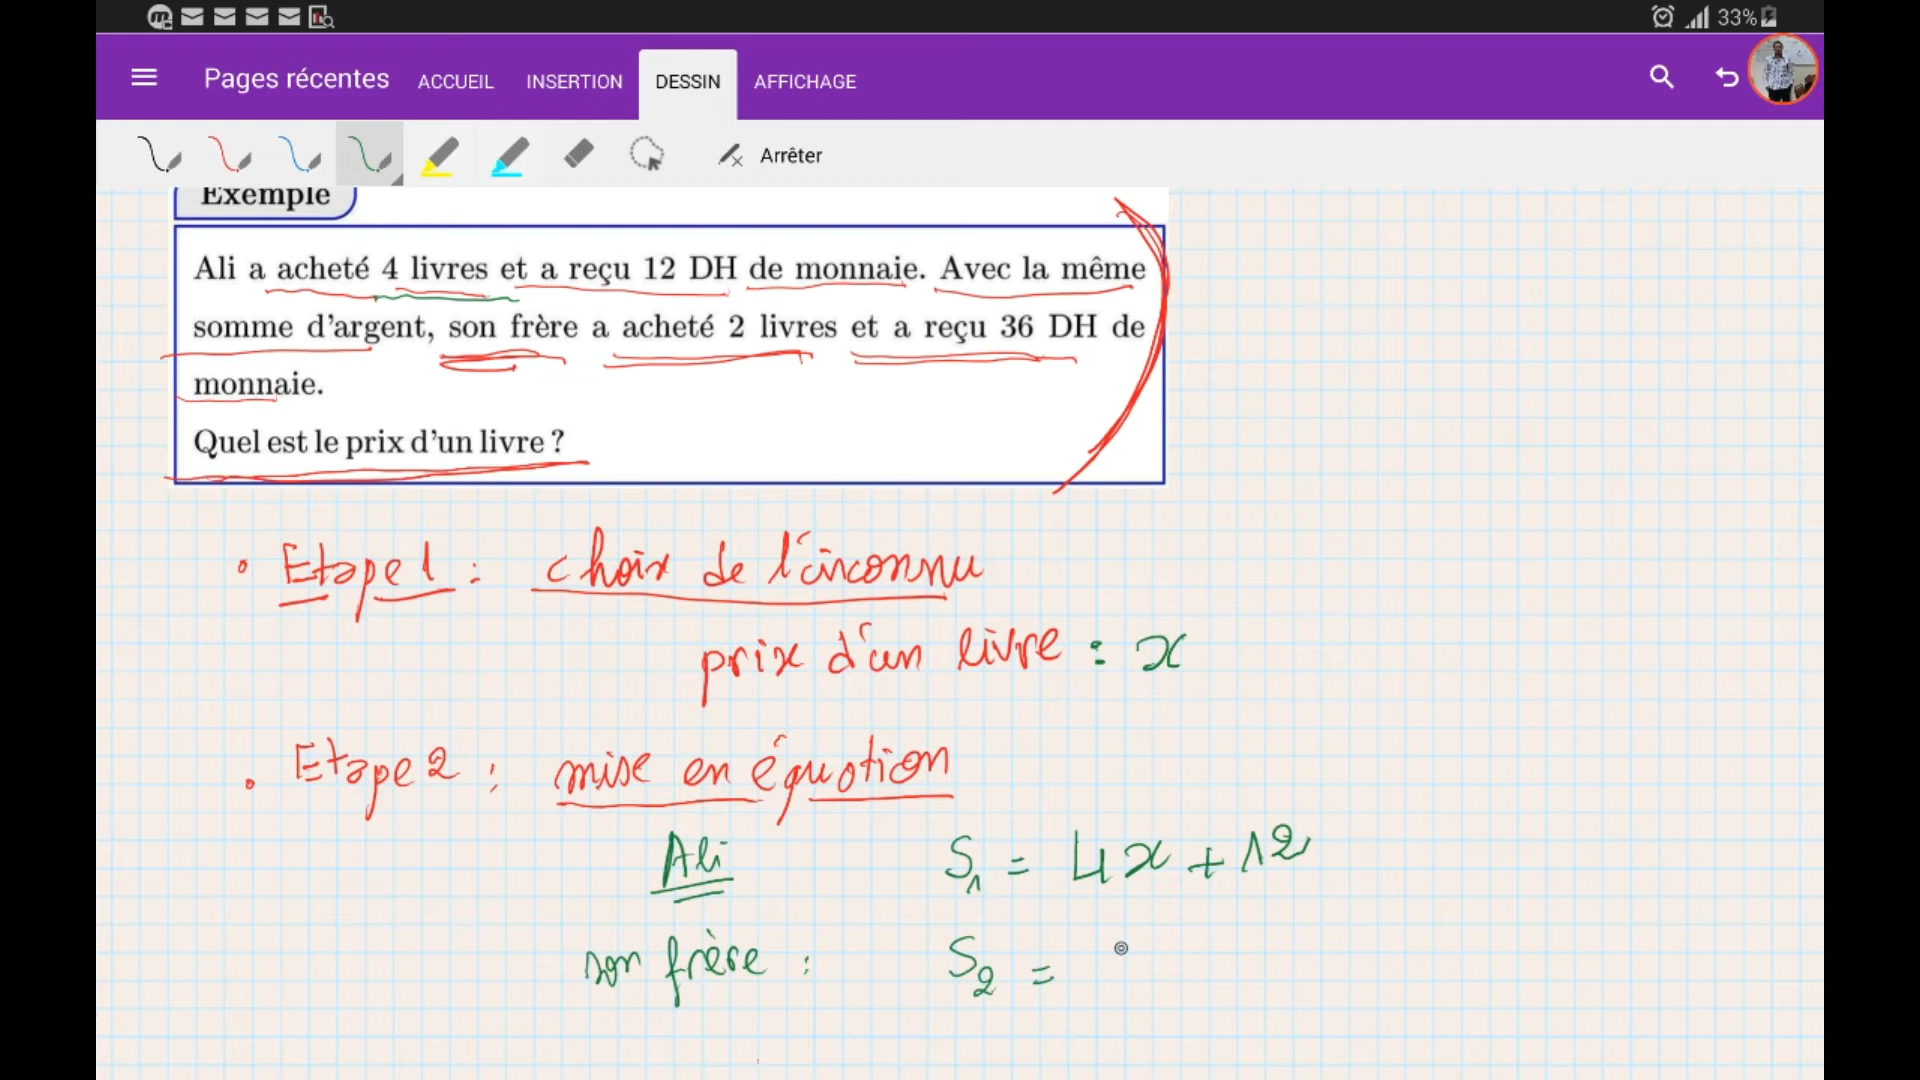 33%
Pages récentes ACCUEIL INSERTION DESSIN AFFICHAGE
Arrêter
Exemple
Ali a acheté 4 livres et a reçu 12 DH de monnaie. Avec la même
somme d'argent, son frère a acheté 2 livres et a reçu 36 DH de
monnaie.
Quel est le prix d'un livre ?
• Etape 1 : choix de l'inconnu
prix d'un livre : x
• Etape 2 : mise en équation
Ali S₁ = 4x + 12
son frère : S₂ =